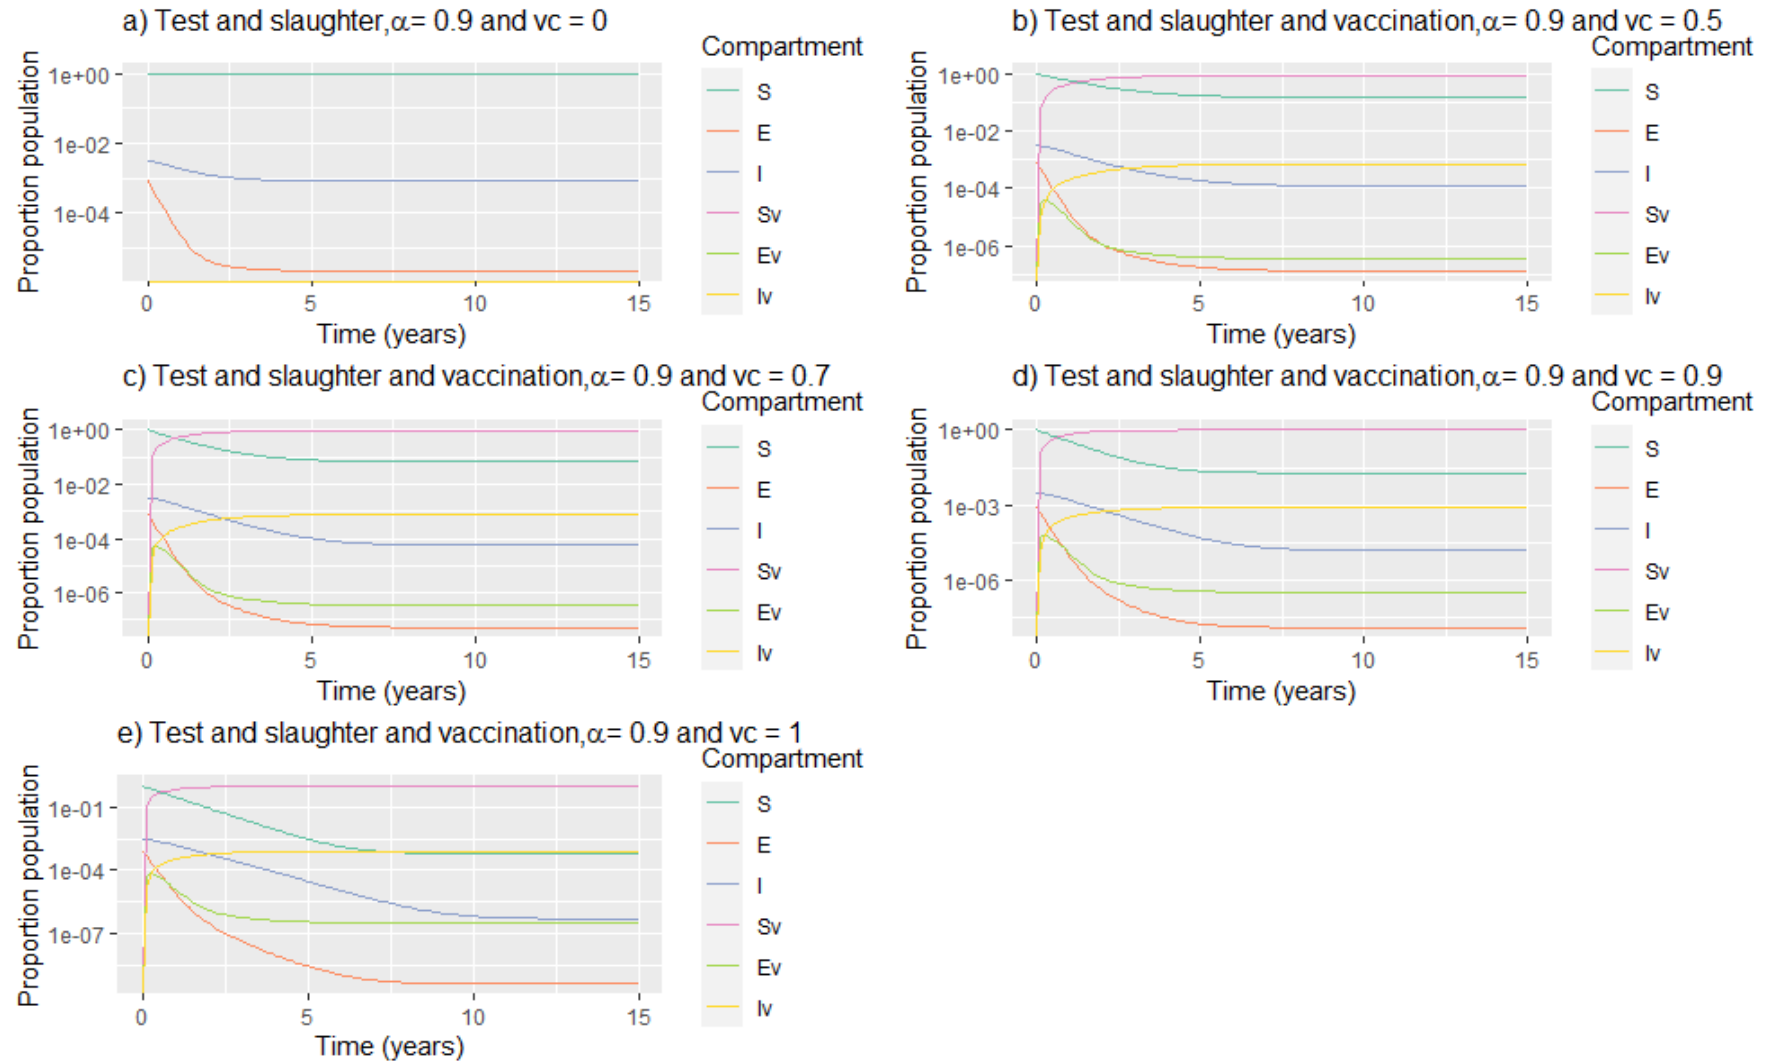 a) Test and slaughter,α= 0.9 and vc = 0
Compartment
Proportion population
1e+00
1e-02
1e-04
0
5
10
15
Time (years)
S
E
I
Sv
Ev
Iv
b) Test and slaughter and vaccination,α= 0.9 and vc = 0.5
Compartment
Proportion population
1e+00
1e-02
1e-04
1e-06
0
5
10
15
Time (years)
S
E
I
Sv
Ev
Iv
c) Test and slaughter and vaccination,α= 0.9 and vc = 0.7
Compartment
Proportion population
1e+00
1e-02
1e-04
1e-06
0
5
10
15
Time (years)
S
E
I
Sv
Ev
Iv
d) Test and slaughter and vaccination,α= 0.9 and vc = 0.9
Compartment
Proportion population
1e+00
1e-03
1e-06
0
5
10
15
Time (years)
S
E
I
Sv
Ev
Iv
e) Test and slaughter and vaccination,α= 0.9 and vc = 1
Compartment
Proportion population
1e-01
1e-04
1e-07
0
5
10
15
Time (years)
S
E
I
Sv
Ev
Iv